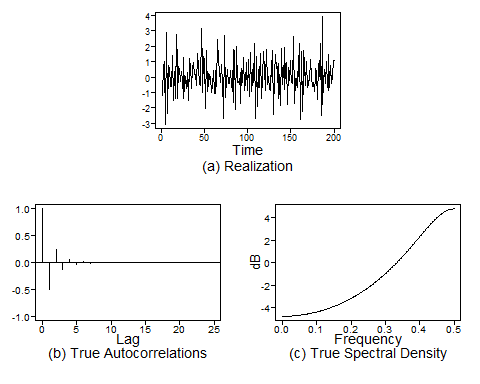 4
3
2
1
0
-1
-2
-3
0 50 100 150 200
Time
(a) Realization
1.0
0.5
0.0
-0.5
-1.0
0 5 10 15 20 25
Lag
(b) True Autocorrelations
dB
4
2
0
-2
-4
0.0 0.1 0.2 0.3 0.4 0.5
Frequency
(c) True Spectral Density